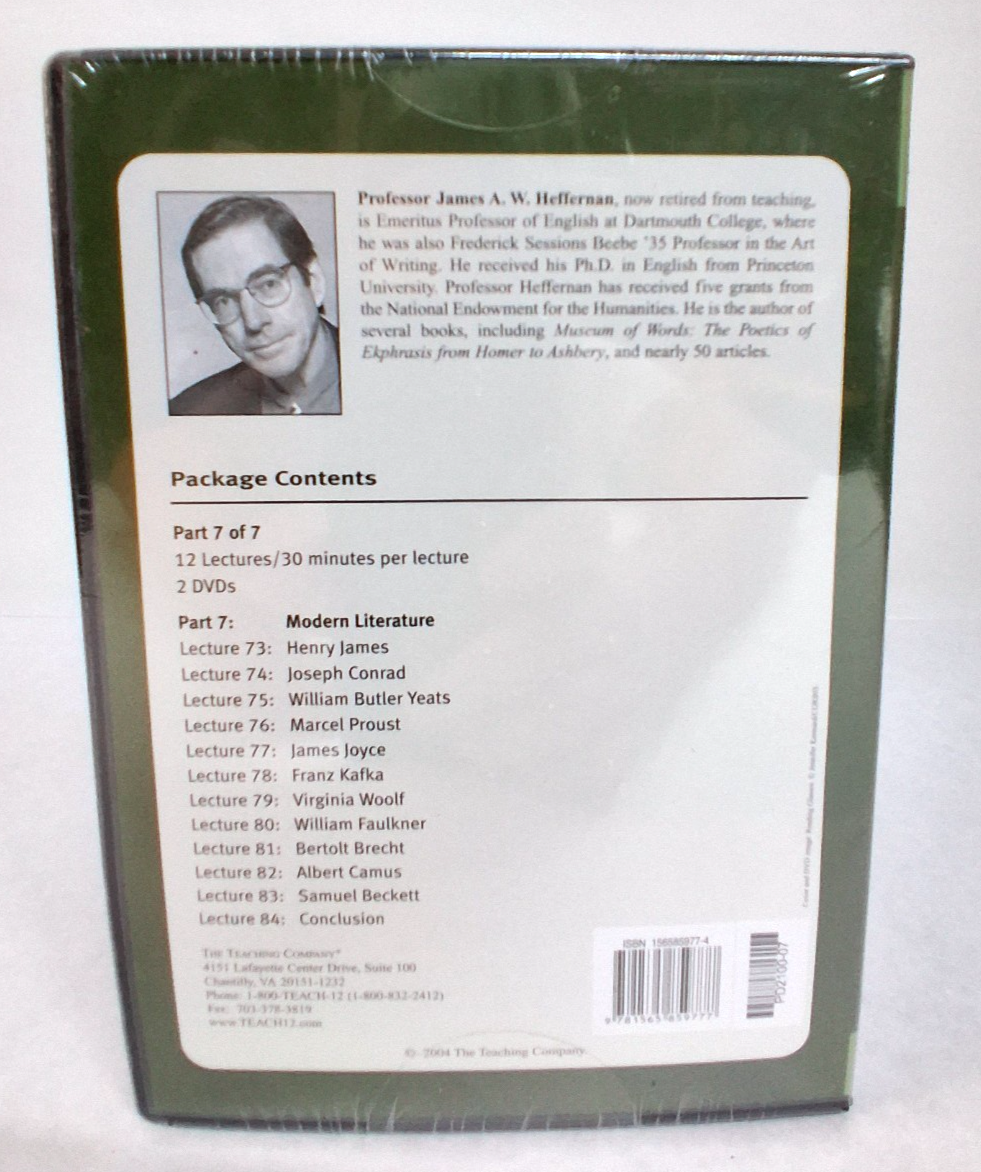 Professor James A. W. Heffernan, now retired from teaching,
is Emeritus Professor of English at Dartmouth College, where
he was also Frederick Sessions Beebe '35 Professor in the Art
of Writing. He received his Ph.D. in English from Princeton
University. Professor Heffernan has received five grants from
the National Endowment for the Humanities. He is the author of
several books, including Museum of Words: The Poetics of
Ekphrasis from Homer to Ashbery, and nearly 50 articles.
Package Contents
Part 7 of 7
12 Lectures/30 minutes per lecture
2 DVDs
Part 7: Modern Literature
Lecture 73: Henry James
Lecture 74: Joseph Conrad
Lecture 75: William Butler Yeats
Lecture 76: Marcel Proust
Lecture 77: James Joyce
Lecture 78: Franz Kafka
Lecture 79: Virginia Woolf
Lecture 80: William Faulkner
Lecture 81: Bertolt Brecht
Lecture 82: Albert Camus
Lecture 83: Samuel Beckett
Lecture 84: Conclusion
THE TEACHING COMPANY®
4151 Lafayette Center Drive, Suite 100
Chantilly, VA 20151-1232
Phone: 1-800-TEACH-12 (1-800-832-2412)
Fax: 703-378-3819
www.TEACH12.com
© 2004 The Teaching Company.
ISBN 156585977-4
9 781565 859777
PD2100-07